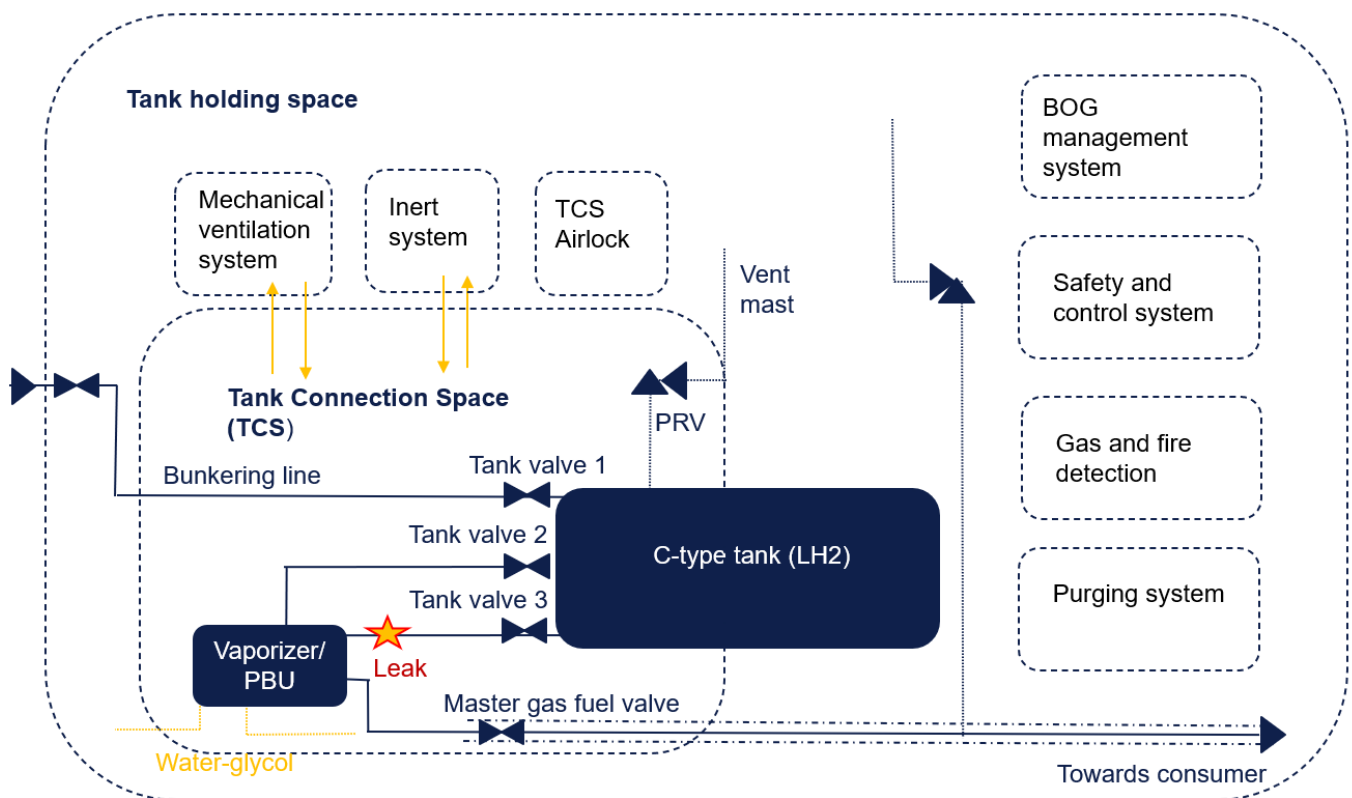 Tank holding space
Mechanical
ventilation
system
Inert
system
TCS
Airlock
Vent
mast
BOG
management
system
Safety and
control system
Gas and fire
detection
Purging system
Tank Connection Space
(TCS)
PRV
Bunkering line
Tank valve 1
Tank valve 2
Tank valve 3
C-type tank (LH2)
Vaporizer/
PBU
Leak
Master gas fuel valve
Water-glycol
Towards consumer